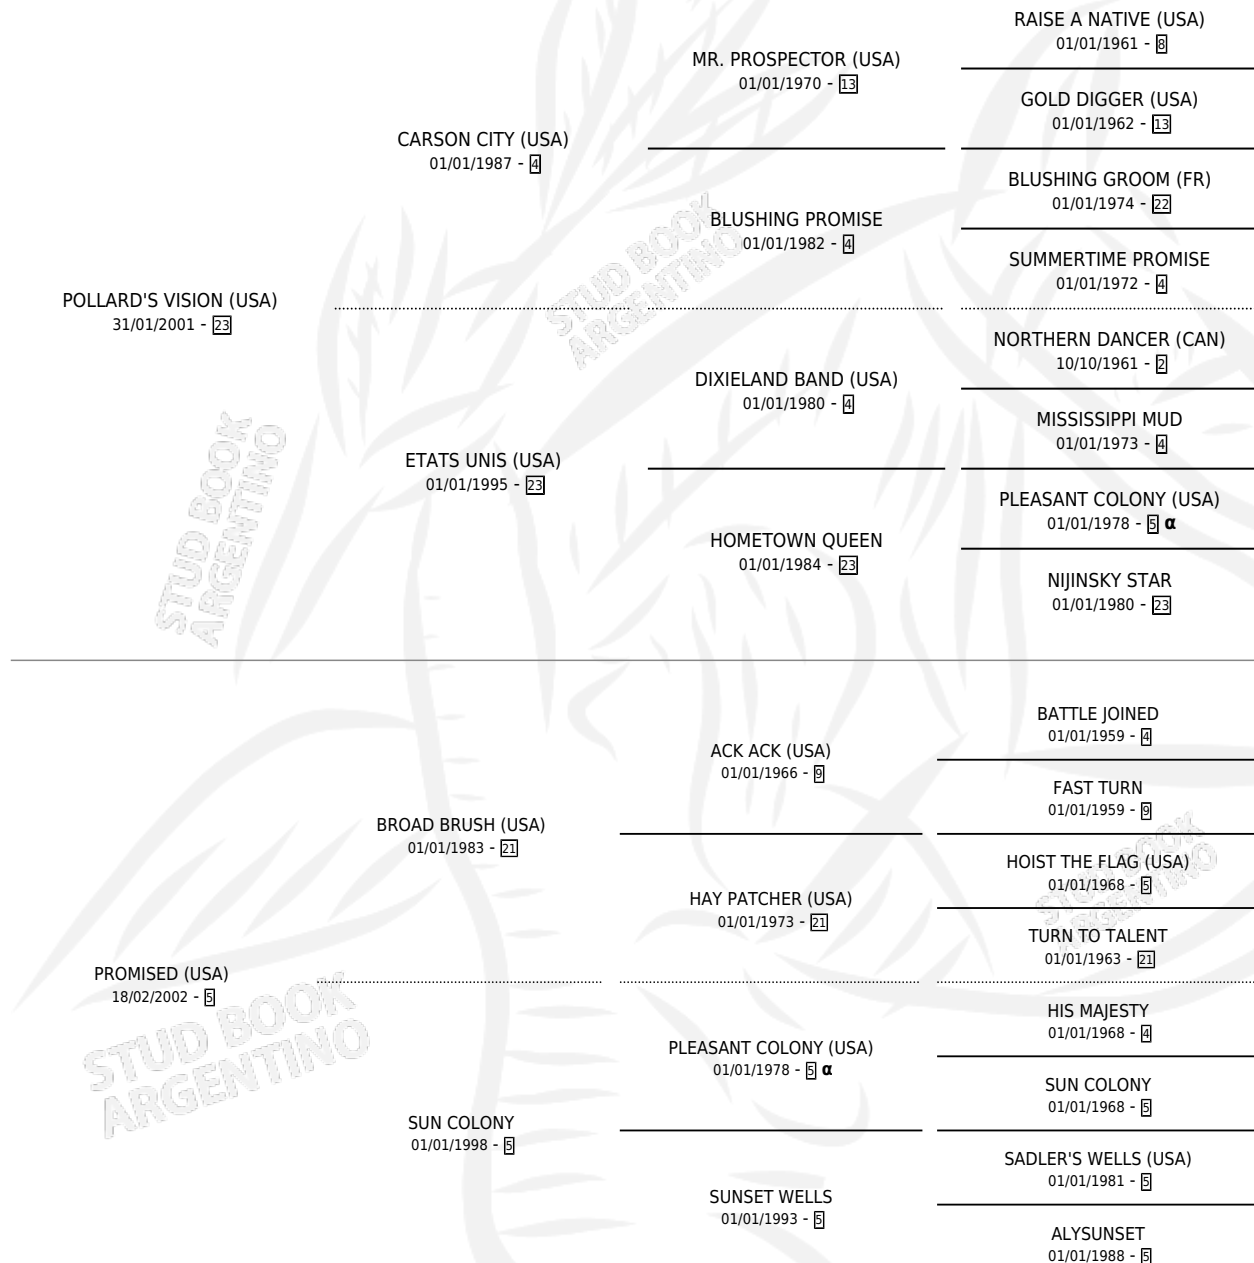 RAISE A NATIVE (USA)
01/01/1961 - 8
MR. PROSPECTOR (USA)
01/01/1970 - 13
GOLD DIGGER (USA)
01/01/1962 - 13
CARSON CITY (USA)
01/01/1987 - 4
BLUSHING GROOM (FR)
01/01/1974 - 22
BLUSHING PROMISE
01/01/1982 - 4
SUMMERTIME PROMISE
01/01/1972 - 4
POLLARD'S VISION (USA)
31/01/2001 - 23
NORTHERN DANCER (CAN)
10/10/1961 - 2
DIXIELAND BAND (USA)
01/01/1980 - 4
MISSISSIPPI MUD
01/01/1973 - 4
ETATS UNIS (USA)
01/01/1995 - 23
PLEASANT COLONY (USA)
01/01/1978 - 5 α
HOMETOWN QUEEN
01/01/1984 - 23
NIJINSKY STAR
01/01/1980 - 23
BATTLE JOINED
01/01/1959 - 4
ACK ACK (USA)
01/01/1966 - 9
FAST TURN
01/01/1959 - 9
BROAD BRUSH (USA)
01/01/1983 - 21
HOIST THE FLAG (USA)
01/01/1968 - 5
HAY PATCHER (USA)
01/01/1973 - 21
TURN TO TALENT
01/01/1963 - 21
PROMISED (USA)
18/02/2002 - 5
HIS MAJESTY
01/01/1968 - 4
PLEASANT COLONY (USA)
01/01/1978 - 5 α
SUN COLONY
01/01/1968 - 5
SUN COLONY
01/01/1998 - 5
SADLER'S WELLS (USA)
01/01/1981 - 5
SUNSET WELLS
01/01/1993 - 5
ALYSUNSET
01/01/1988 - 5
STUD BOOK
ARGENTINO
STUD BOOK
ARGENTINO
STUD BOOK
ARGENTINO
STUD BOOK
ARGENTINO